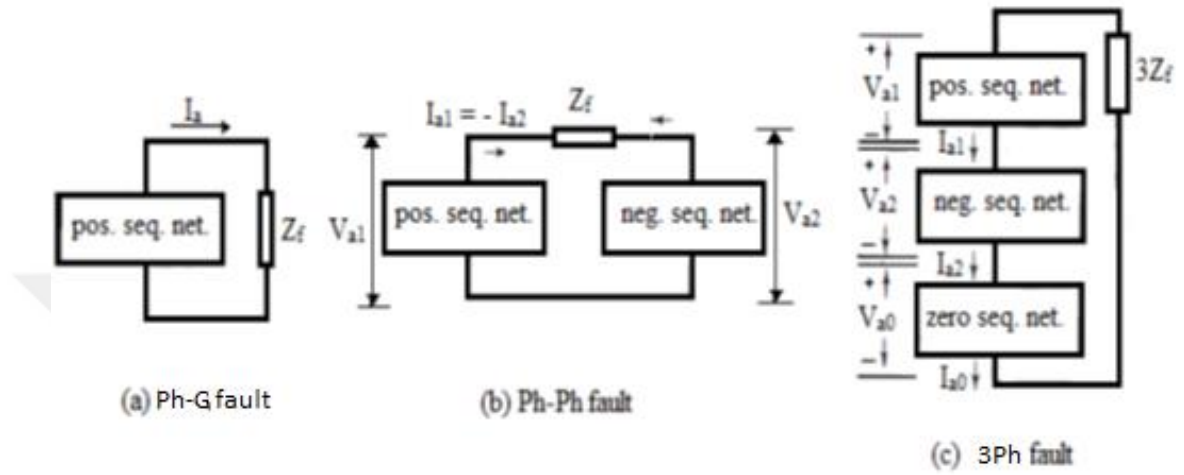 Ia
pos. seq. net.
Zf
(a) Ph-G fault
Ia1 = - Ia2
Zf
Va1
pos. seq. net.
neg. seq. net.
Va2
(b) Ph-Ph fault
+
Va1
pos. seq. net.
3Zf
−
Ia1
+
Va2
neg. seq. net.
−
Ia2
+
Va0
zero seq. net.
−
Ia0
(c) 3Ph fault